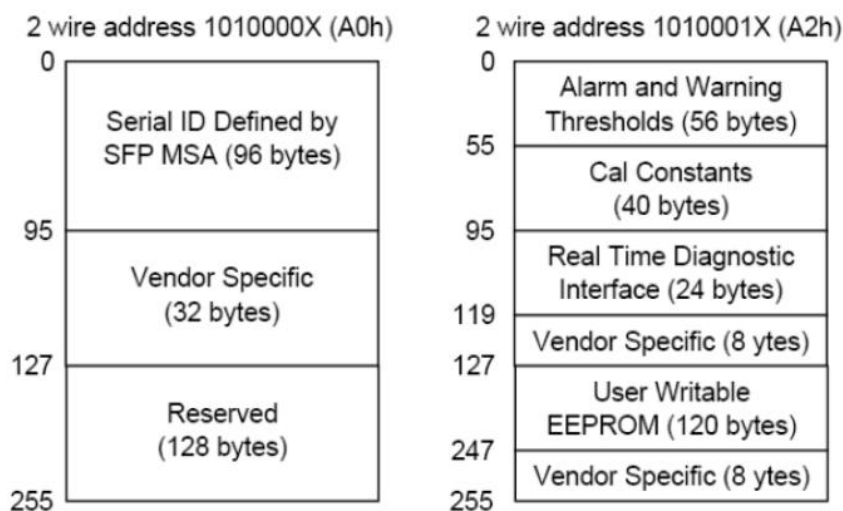 2 wire address 1010000X (A0h)
0
Serial ID Defined by
SFP MSA (96 bytes)
95
Vendor Specific
(32 bytes)
127
Reserved
(128 bytes)
255
2 wire address 1010001X (A2h)
0
Alarm and Warning
Thresholds (56 bytes)
55
Cal Constants
(40 bytes)
95
Real Time Diagnostic
Interface (24 bytes)
119
Vendor Specific (8 ytes)
127
User Writable
EEPROM (120 bytes)
247
Vendor Specific (8 ytes)
255